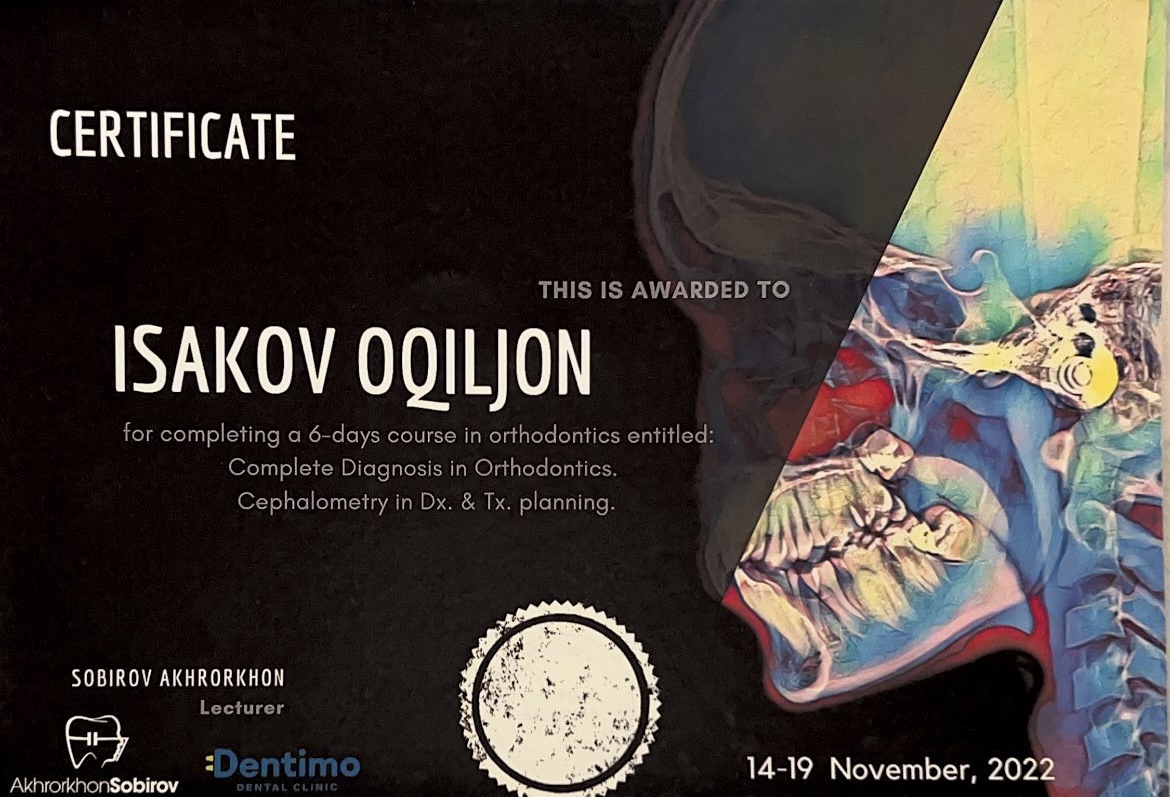 CERTIFICATE
THIS IS AWARDED TO
ISAKOV OQILJON
for completing a 6-days course in orthodontics entitled:
Complete Diagnosis in Orthodontics.
Cephalometry in Dx. & Tx. planning.
SOBIROV AKHRORKHON
Lecturer
AkhrorkhonSobirov
Dentimo
DENTAL CLINIC
14-19 November, 2022